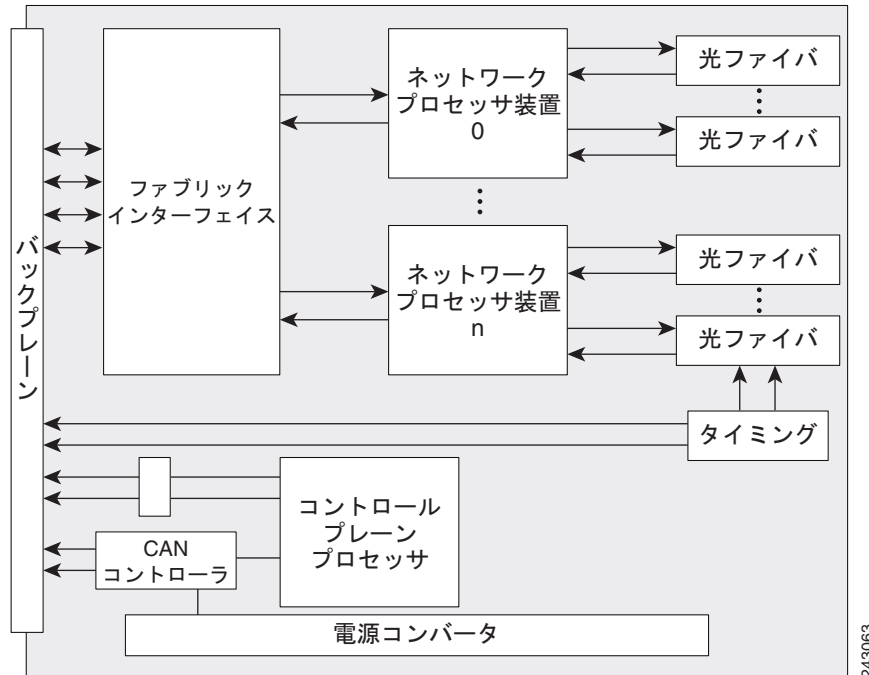 バックプレーン
ファブリック
インターフェイス
ネットワーク
プロセッサ装置
0
光ファイバ
光ファイバ
ネットワーク
プロセッサ装置
n
光ファイバ
光ファイバ
タイミング
コントロール
プレーン
プロセッサ
CAN
コントローラ
電源コンバータ
243063